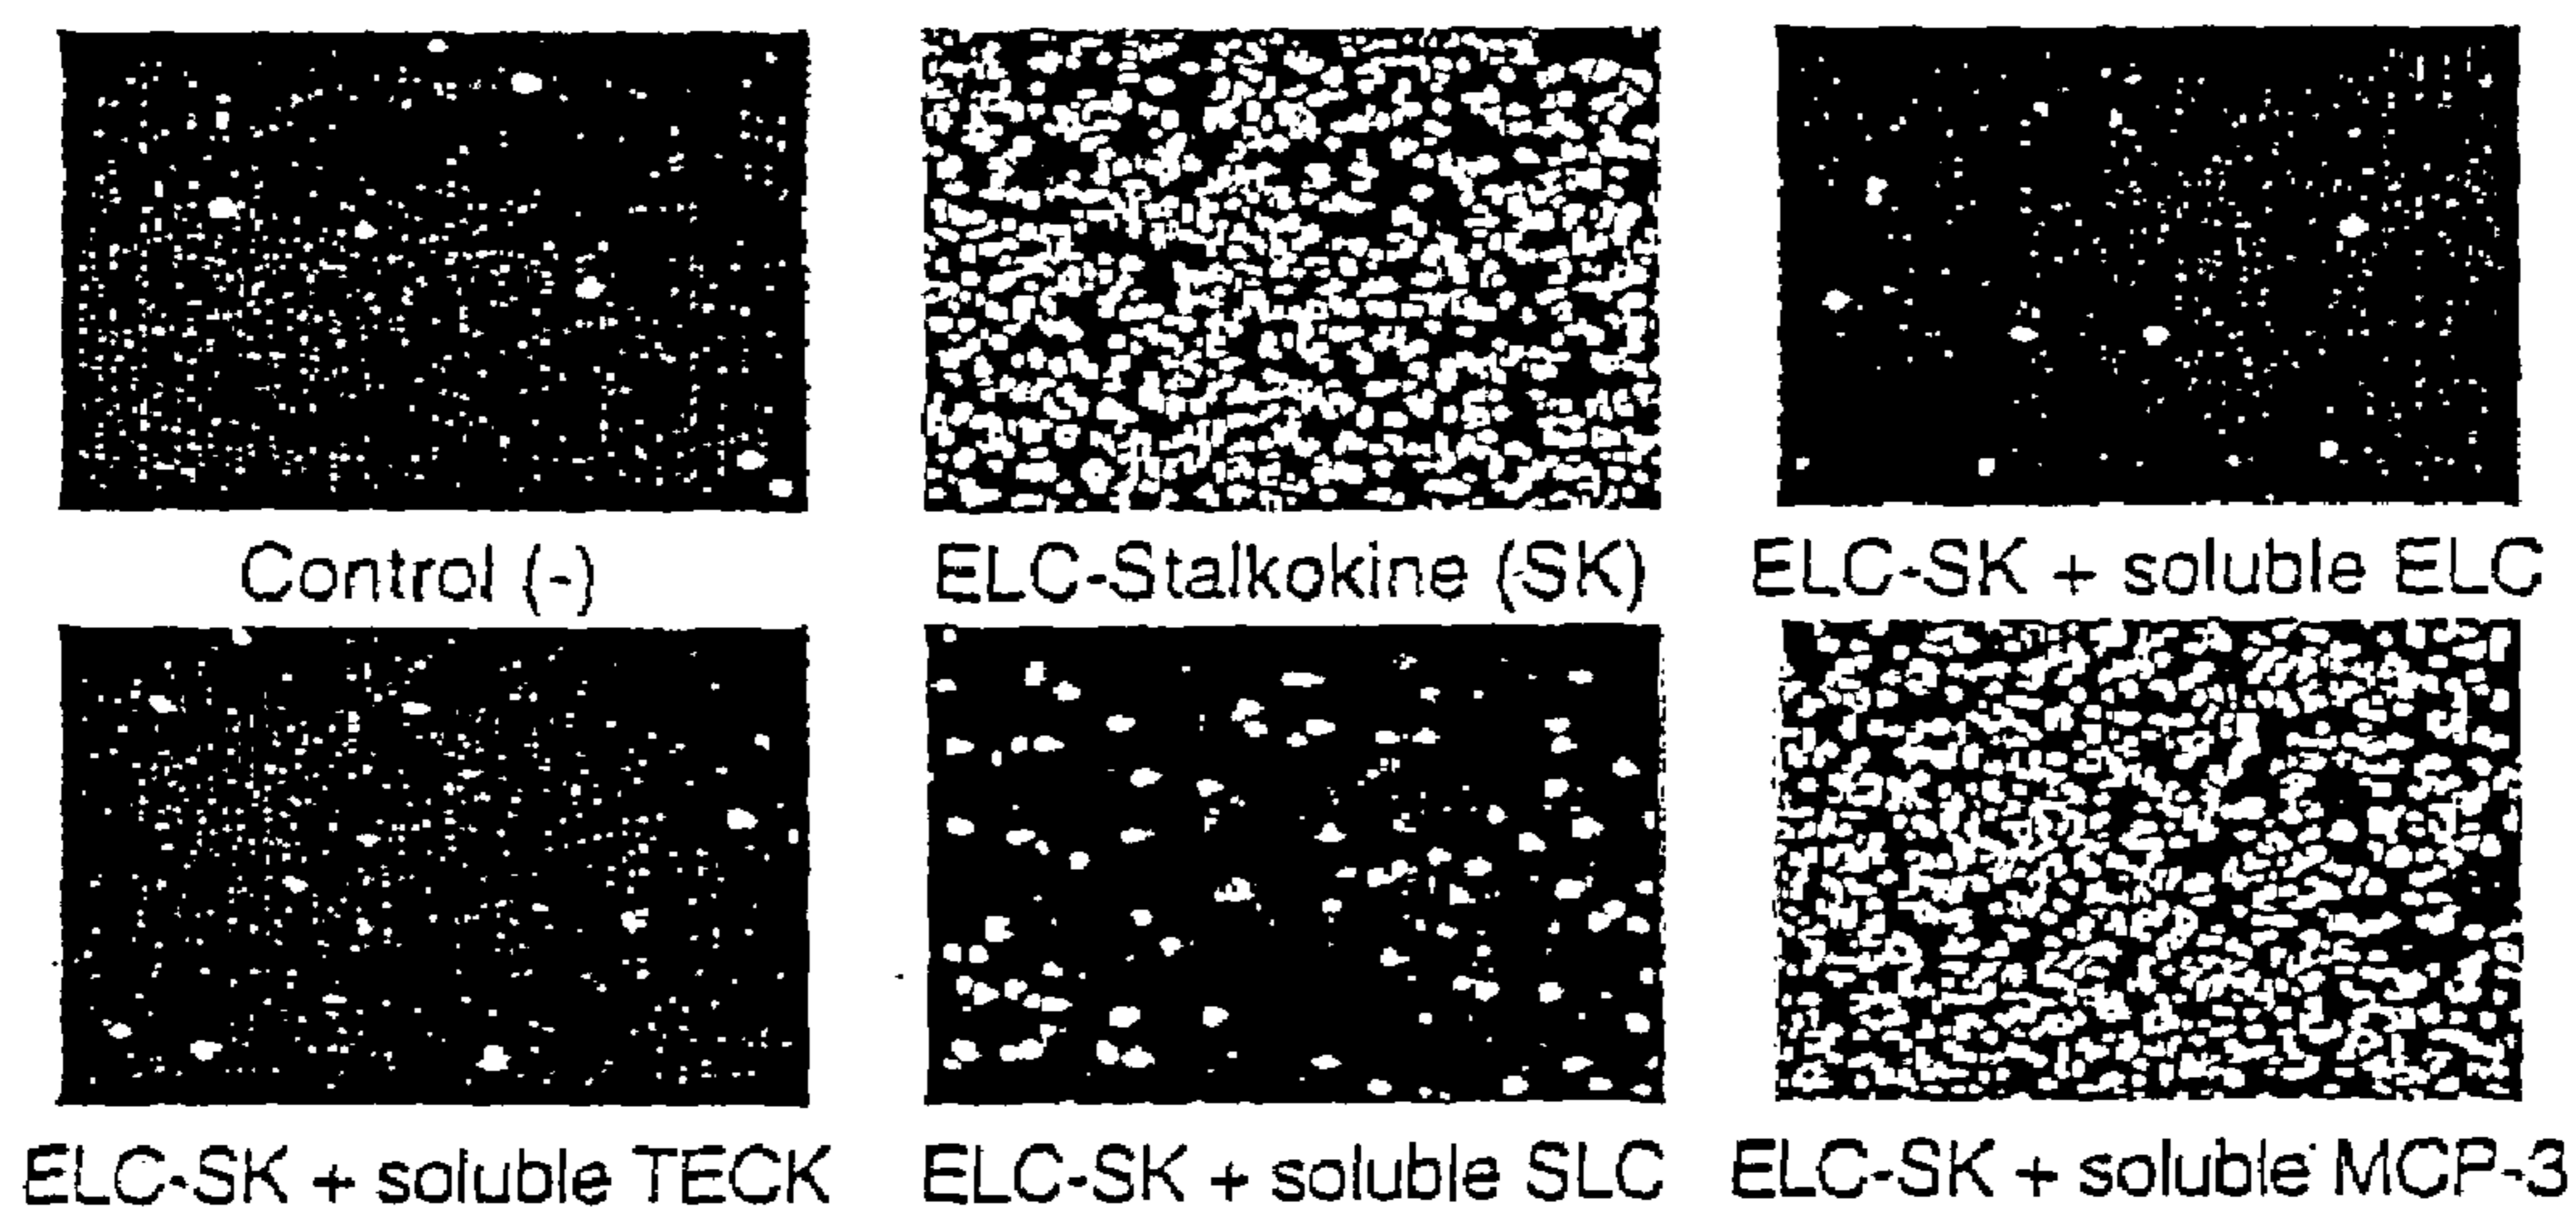 Control (-)
ELC-Stalkokine (SK)
ELC-SK + soluble ELC
ELC-SK + soluble TECK
ELC-SK + soluble SLC
ELC-SK + soluble MCP-3